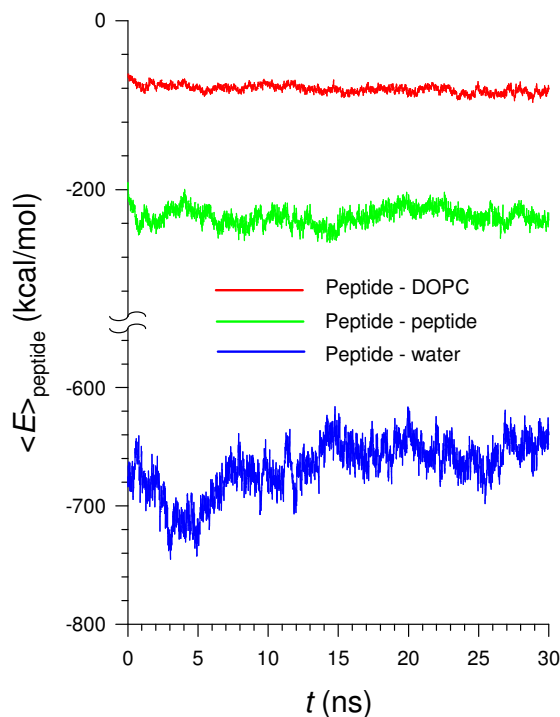 0
-200
-600
-700
-800
<E>peptide (kcal/mol)
Peptide - DOPC
Peptide - peptide
Peptide - water
0 5 10 15 20 25 30
t (ns)